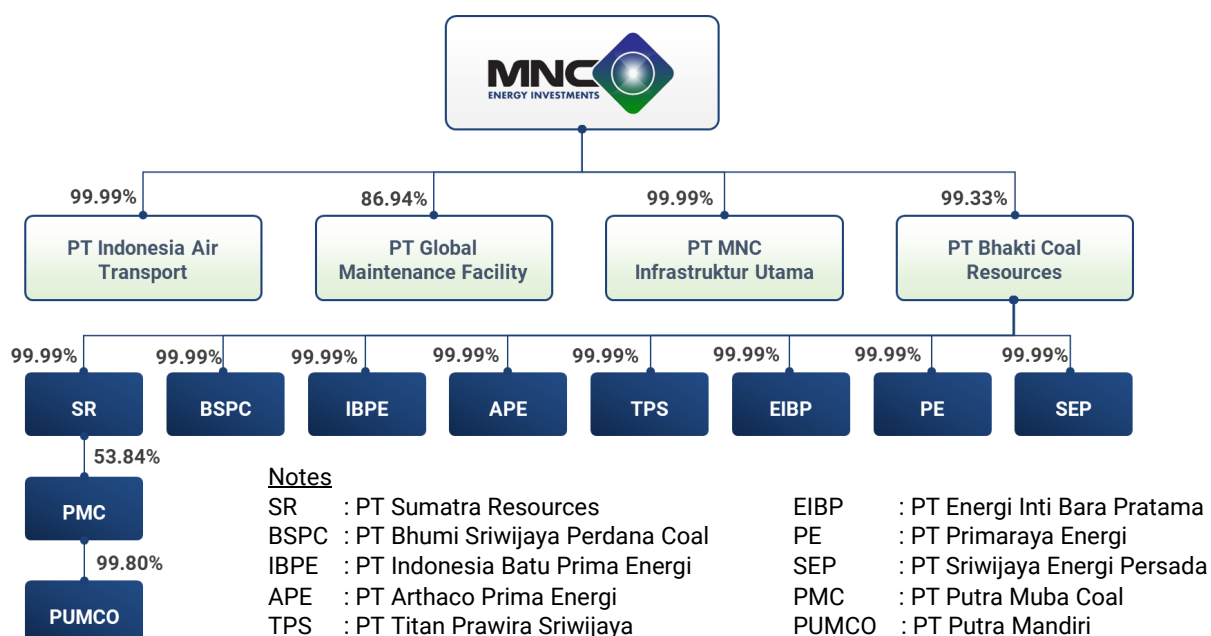 MNC
ENERGY INVESTMENTS
99.99%
86.94%
99.99%
99.33%
PT Indonesia Air
Transport
PT Global
Maintenance Facility
PT MNC
Infrastruktur Utama
PT Bhakti Coal
Resources
99.99%
99.99%
99.99%
99.99%
99.99%
99.99%
99.99%
99.99%
SR
BSPC
IBPE
APE
TPS
EIBP
PE
SEP
53.84%
PMC
99.80%
PUMCO
Notes
SR : PT Sumatra Resources
BSPC : PT Bhumi Sriwijaya Perdana Coal
IBPE : PT Indonesia Batu Prima Energi
APE : PT Arthaco Prima Energi
TPS : PT Titan Prawira Sriwijaya
EIBP : PT Energi Inti Bara Pratama
PE : PT Primaraya Energi
SEP : PT Sriwijaya Energi Persada
PMC : PT Putra Muba Coal
PUMCO : PT Putra Mandiri